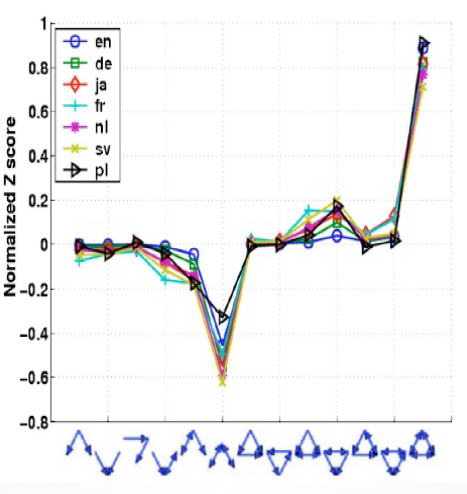 1
0.8
0.6
0.4
0.2
0
-0.2
-0.4
-0.6
-0.8
Normalized Z score
en
de
ja
fr
nl
sv
pl